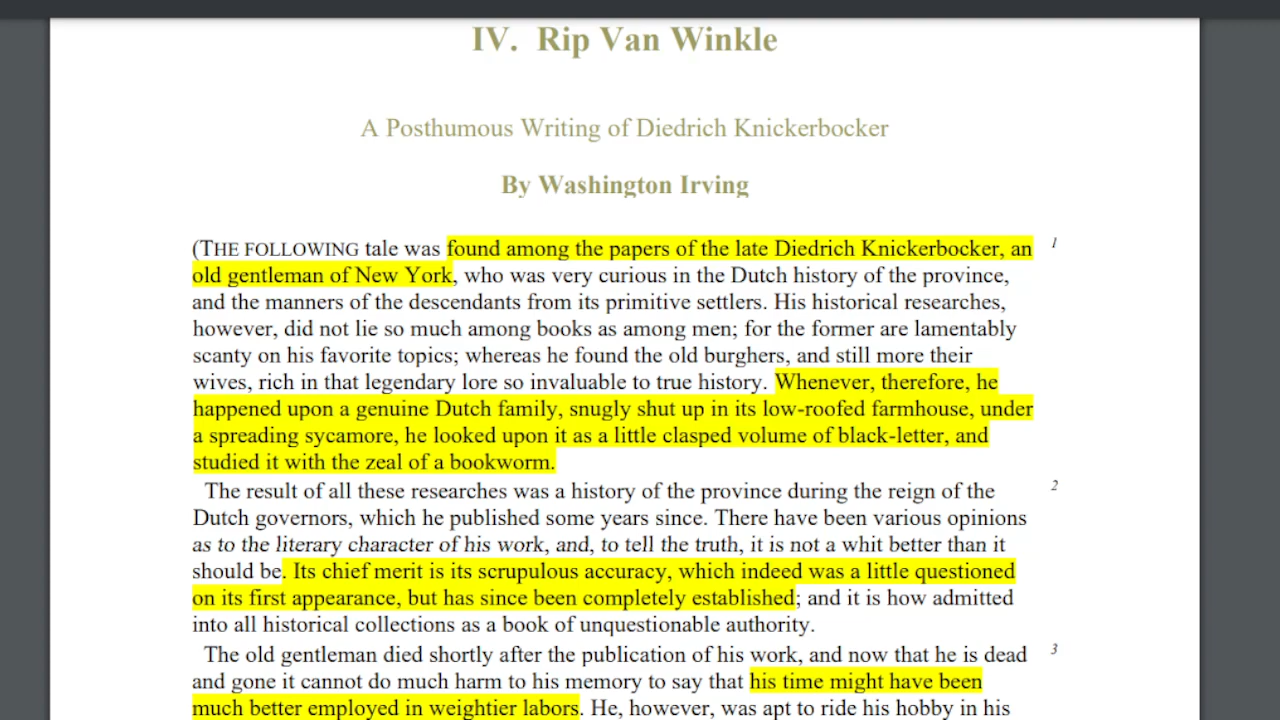 IV. Rip Van Winkle
A Posthumous Writing of Diedrich Knickerbocker
By Washington Irving
(THE FOLLOWING tale was found among the papers of the late Diedrich Knickerbocker, an 1
old gentleman of New York, who was very curious in the Dutch history of the province,
and the manners of the descendants from its primitive settlers. His historical researches,
however, did not lie so much among books as among men; for the former are lamentably
scanty on his favorite topics; whereas he found the old burghers, and still more their
wives, rich in that legendary lore so invaluable to true history. Whenever, therefore, he
happened upon a genuine Dutch family, snugly shut up in its low-roofed farmhouse, under
a spreading sycamore, he looked upon it as a little clasped volume of black-letter, and
studied it with the zeal of a bookworm.
The result of all these researches was a history of the province during the reign of the 2
Dutch governors, which he published some years since. There have been various opinions
as to the literary character of his work, and, to tell the truth, it is not a whit better than it
should be. Its chief merit is its scrupulous accuracy, which indeed was a little questioned
on its first appearance, but has since been completely established; and it is how admitted
into all historical collections as a book of unquestionable authority.
The old gentleman died shortly after the publication of his work, and now that he is dead 3
and gone it cannot do much harm to his memory to say that his time might have been
much better employed in weightier labors. He, however, was apt to ride his hobby in his